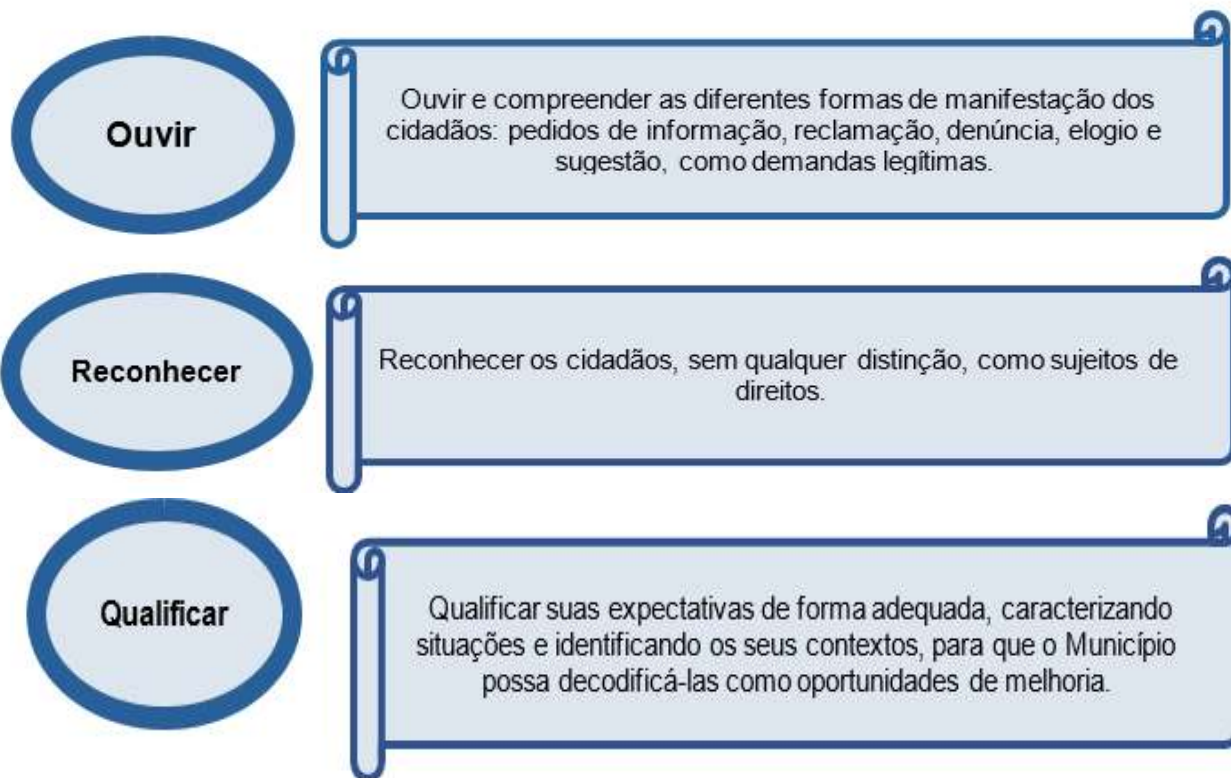 Ouvir
Ouvir e compreender as diferentes formas de manifestação dos
cidadãos: pedidos de informação, reclamação, denúncia, elogio e
sugestão, como demandas legítimas.
Reconhecer
Reconhecer os cidadãos, sem qualquer distinção, como sujeitos de
direitos.
Qualificar
Qualificar suas expectativas de forma adequada, caracterizando
situações e identificando os seus contextos, para que o Município
possa decodificá-las como oportunidades de melhoria.